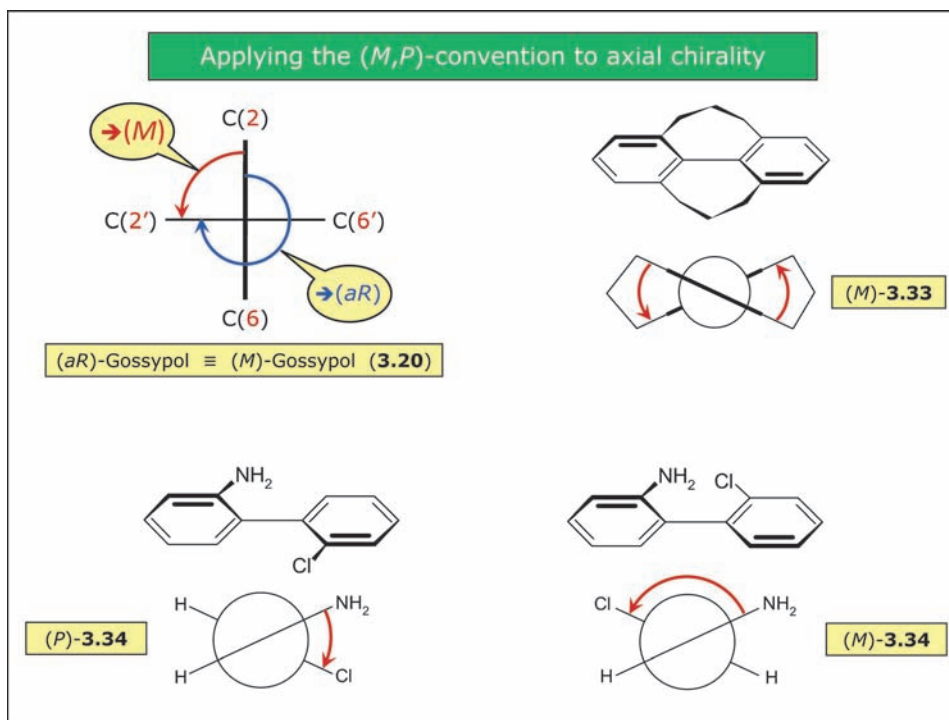 Applying the (M,P)-convention to axial chirality
➔(M)
C(2)
C(2′)
C(6′)
➔(aR)
C(6)
(aR)-Gossypol ≡ (M)-Gossypol (3.20)
(M)-3.33
NH2
Cl
H
NH2
H
Cl
(P)-3.34
NH2
Cl
Cl
NH2
H
H
(M)-3.34